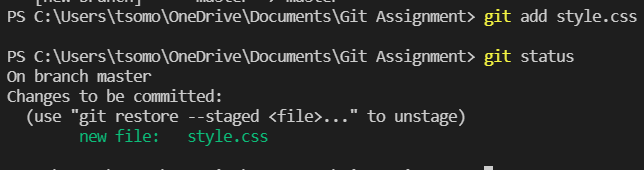 PS C:\Users\tsomo\OneDrive\Documents\Git Assignment> git add style.css
PS C:\Users\tsomo\OneDrive\Documents\Git Assignment> git status
On branch master
Changes to be committed:
(use "git restore --staged <file>..." to unstage)
new file: style.css